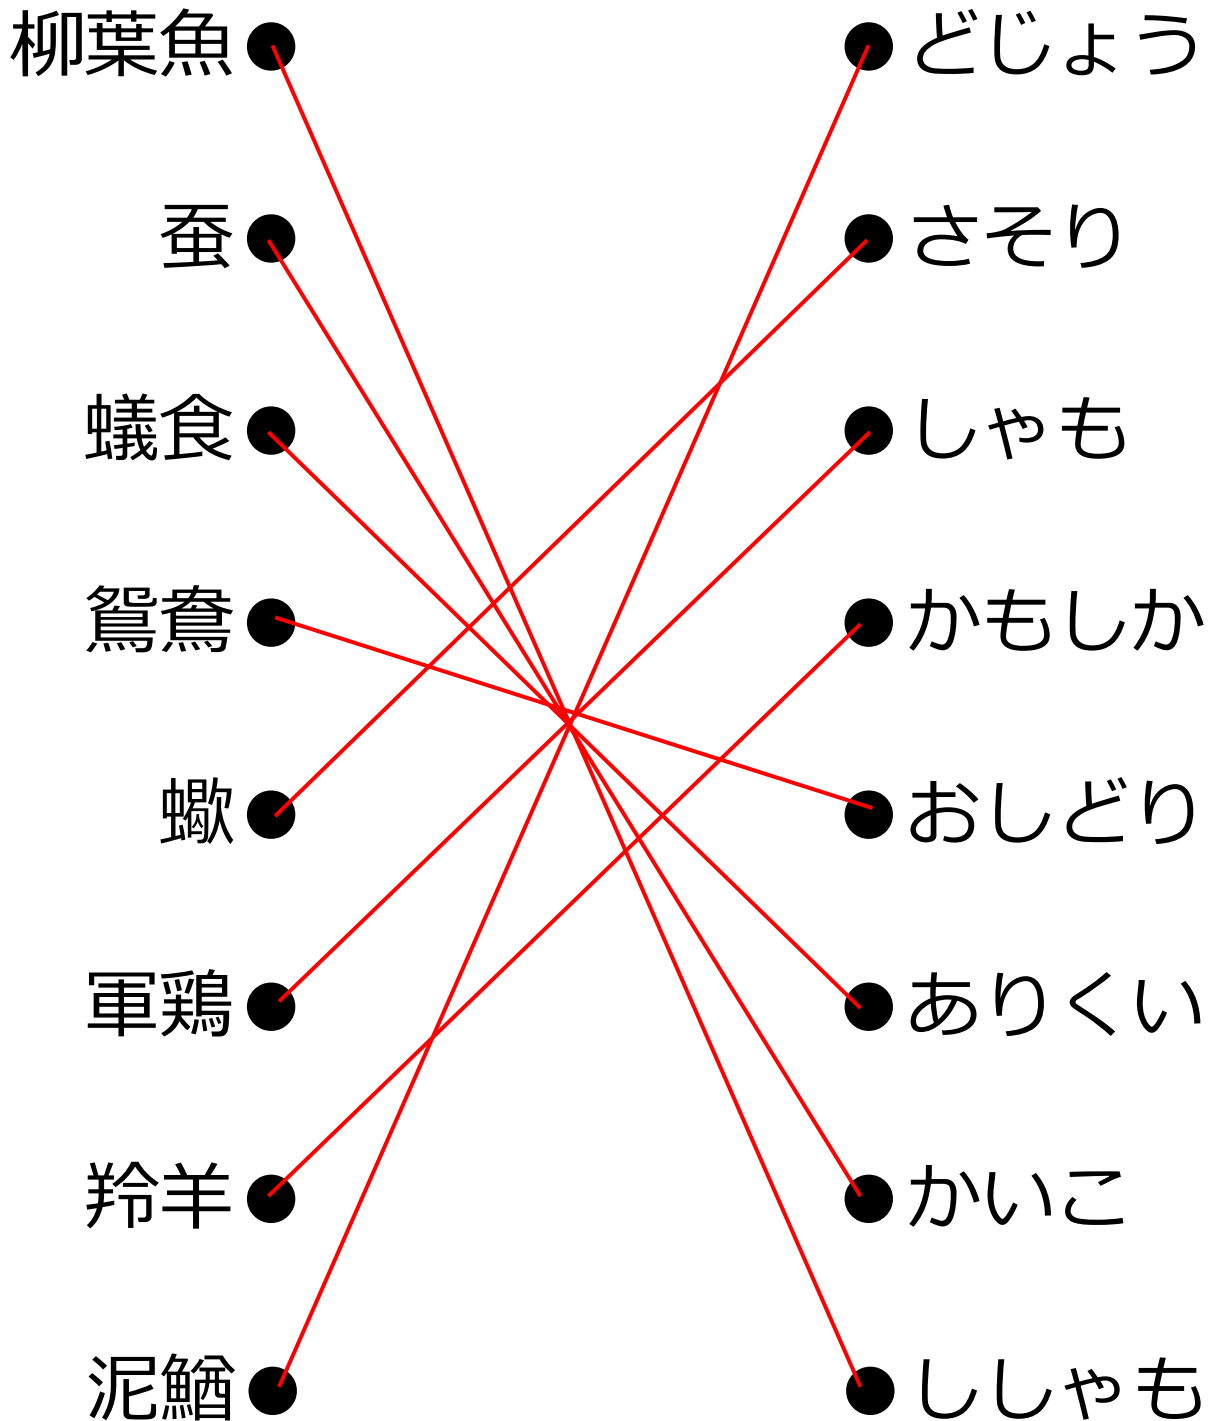 柳葉魚 どじょう
蚕 さそり
蟻食 しゃも
鴛鴦 かもしか
蠍 おしどり
軍鶏 ありくい
羚羊 かいこ
泥鰌 ししゃも